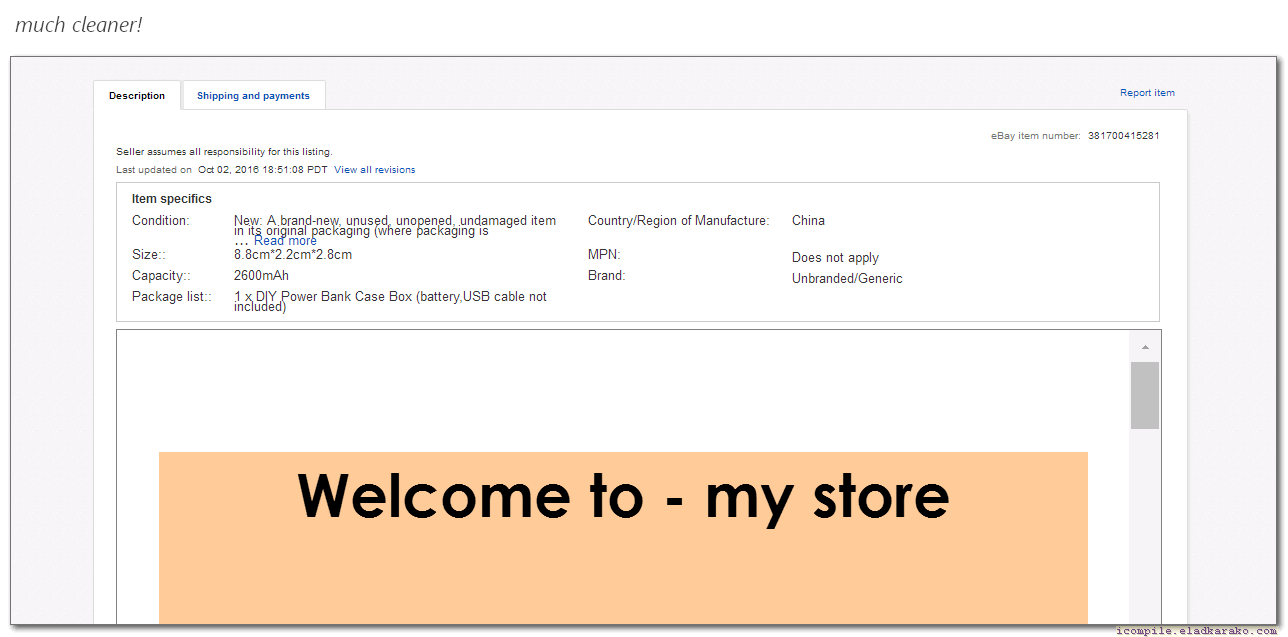 much cleaner!
Description
Shipping and payments
Report item
eBay item number: 381700415281
Seller assumes all responsibility for this listing.
Last updated on Oct 02, 2016 18:51:08 PDT View all revisions
Item specifics
Condition: New: A brand-new, unused, unopened, undamaged item
in its original packaging (where packaging is
... Read more
Country/Region of Manufacture: China
Size:: 8.8cm*2.2cm*2.8cm
MPN: Does not apply
Capacity:: 2600mAh
Brand: Unbranded/Generic
Package list:: 1 x DIY Power Bank Case Box (battery,USB cable not
included)
Welcome to - my store
icompile.eladkarako.com